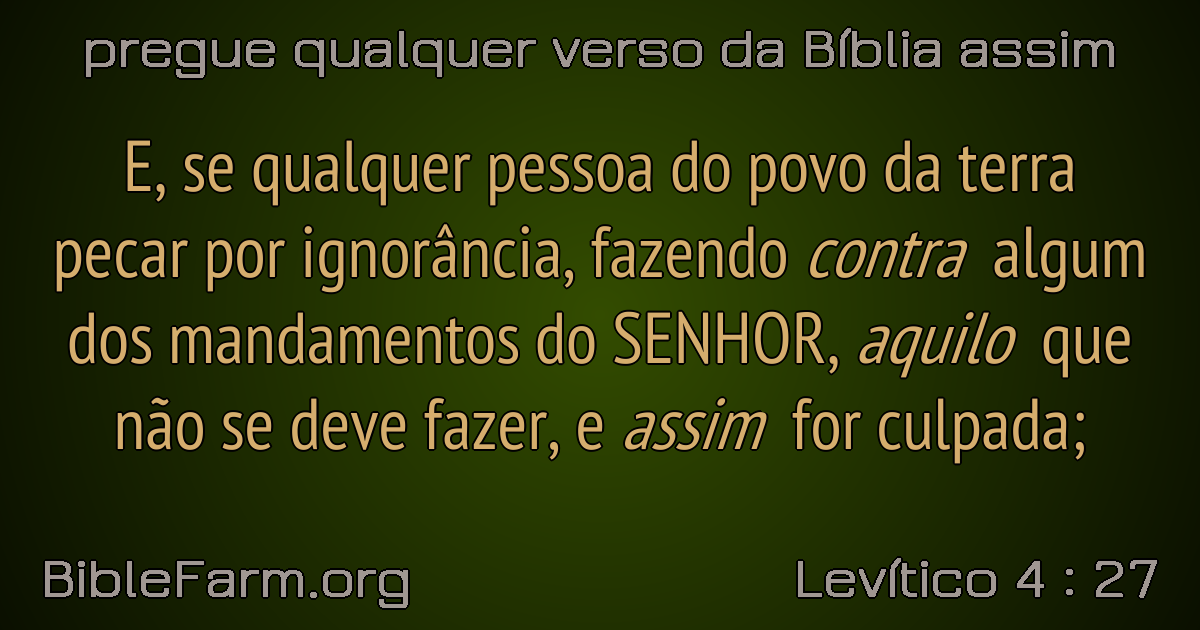 pregue qualquer verso da Bíblia assim
E, se qualquer pessoa do povo da terra
pecar por ignorância, fazendo contra algum
dos mandamentos do SENHOR, aquilo que
não se deve fazer, e assim for culpada;
BibleFarm.org
Levítico 4 : 27